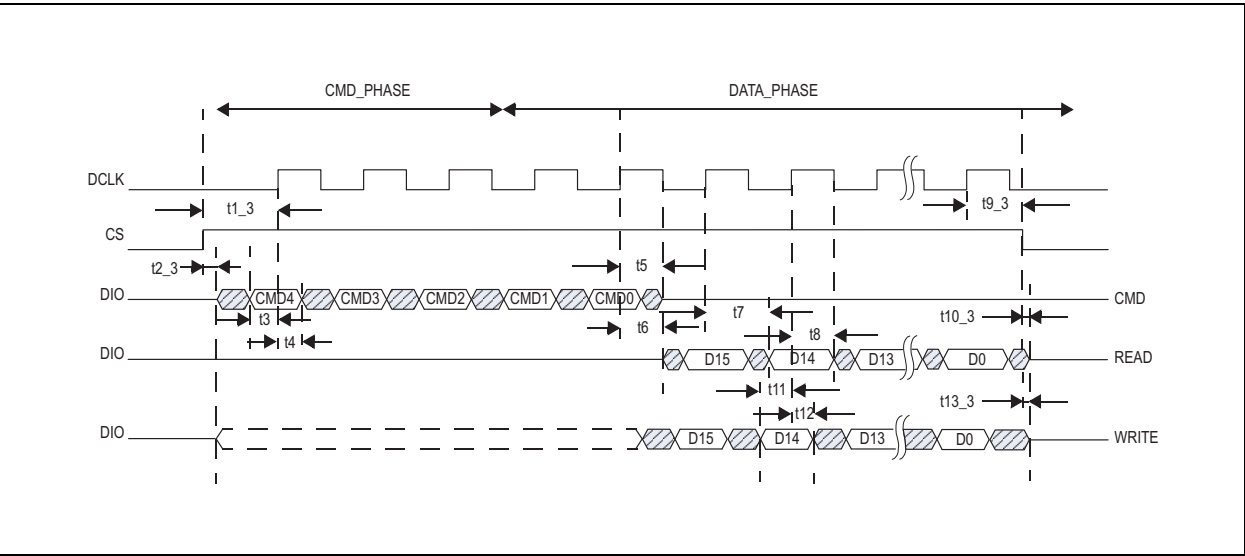 CMD_PHASE DATA_PHASE
DCLK
t1_3 t9_3
CS
t2_3 t5
DIO CMD4 CMD3 CMD2 CMD1 CMD0 CMD
t3 t7 t10_3
t4 t6 t8
DIO D15 D14 D13 D0 READ
t11
t12 t13_3
DIO D15 D14 D13 D0 WRITE